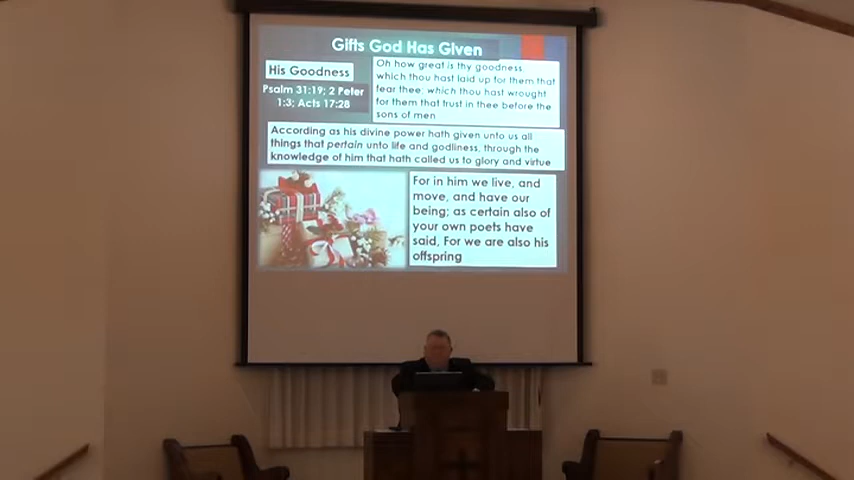 Gifts God Has Given
His Goodness
Psalm 31:19; 2 Peter
1:3; Acts 17:28
Oh how great is thy goodness,
which thou hast laid up for them that
fear thee; which thou hast wrought
for them that trust in thee before the
sons of men
According as his divine power hath given unto us all
things that pertain unto life and godliness, through the
knowledge of him that hath called us to glory and virtue
For in him we live, and
move, and have our
being; as certain also of
your own poets have
said, For we are also his
offspring